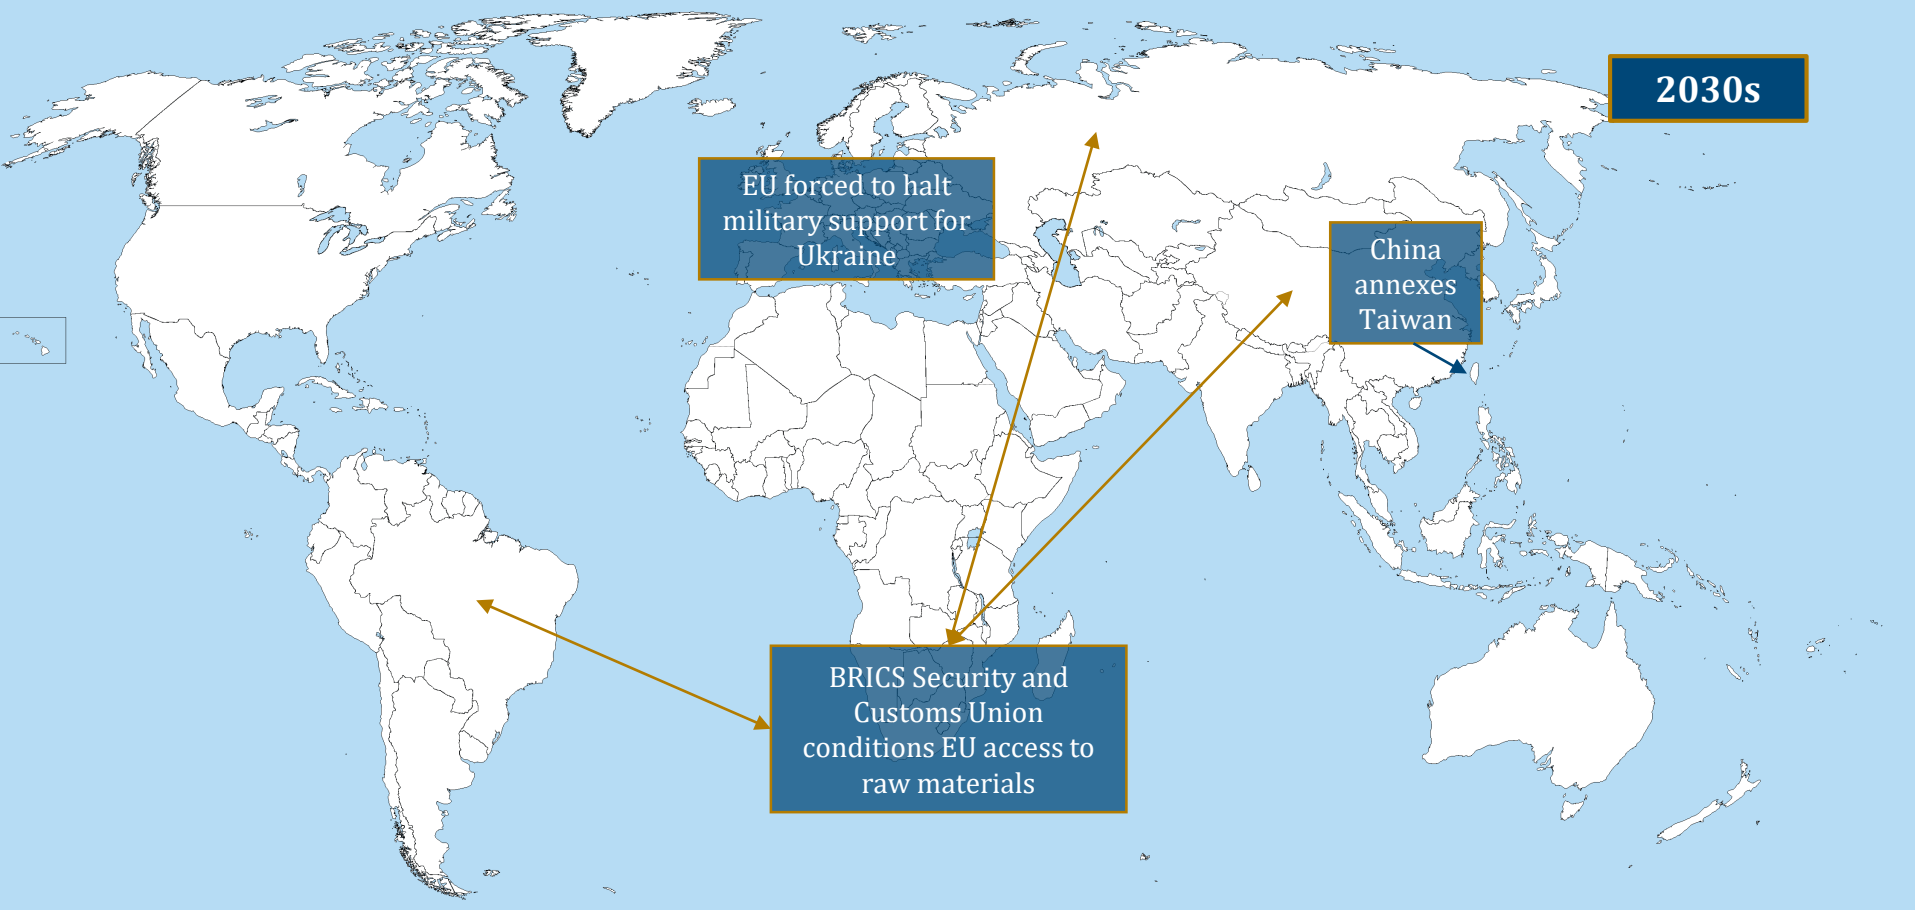 2030s
EU forced to halt
military support for
Ukraine
China
annexes
Taiwan
BRICS Security and
Customs Union
conditions EU access to
raw materials